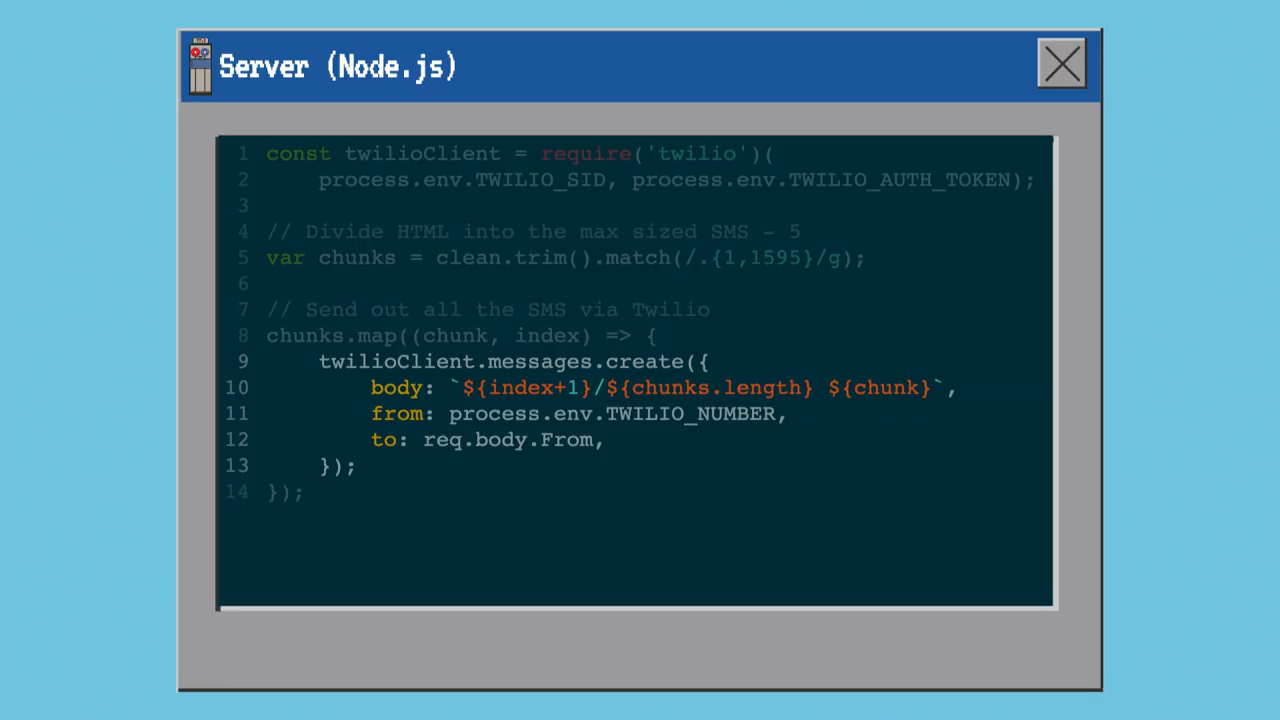 Server (Node.js)
1 const twilioClient = require('twilio')(
2     process.env.TWILIO_SID, process.env.TWILIO_AUTH_TOKEN);
3
4 // Divide HTML into the max sized SMS - 5
5 var chunks = clean.trim().match(/.{1,1595}/g);
6
7 // Send out all the SMS via Twilio
8 chunks.map((chunk, index) => {
9     twilioClient.messages.create({
10         body: `${index+1}/${chunks.length} ${chunk}`,
11         from: process.env.TWILIO_NUMBER,
12         to: req.body.From,
13     });
14 });